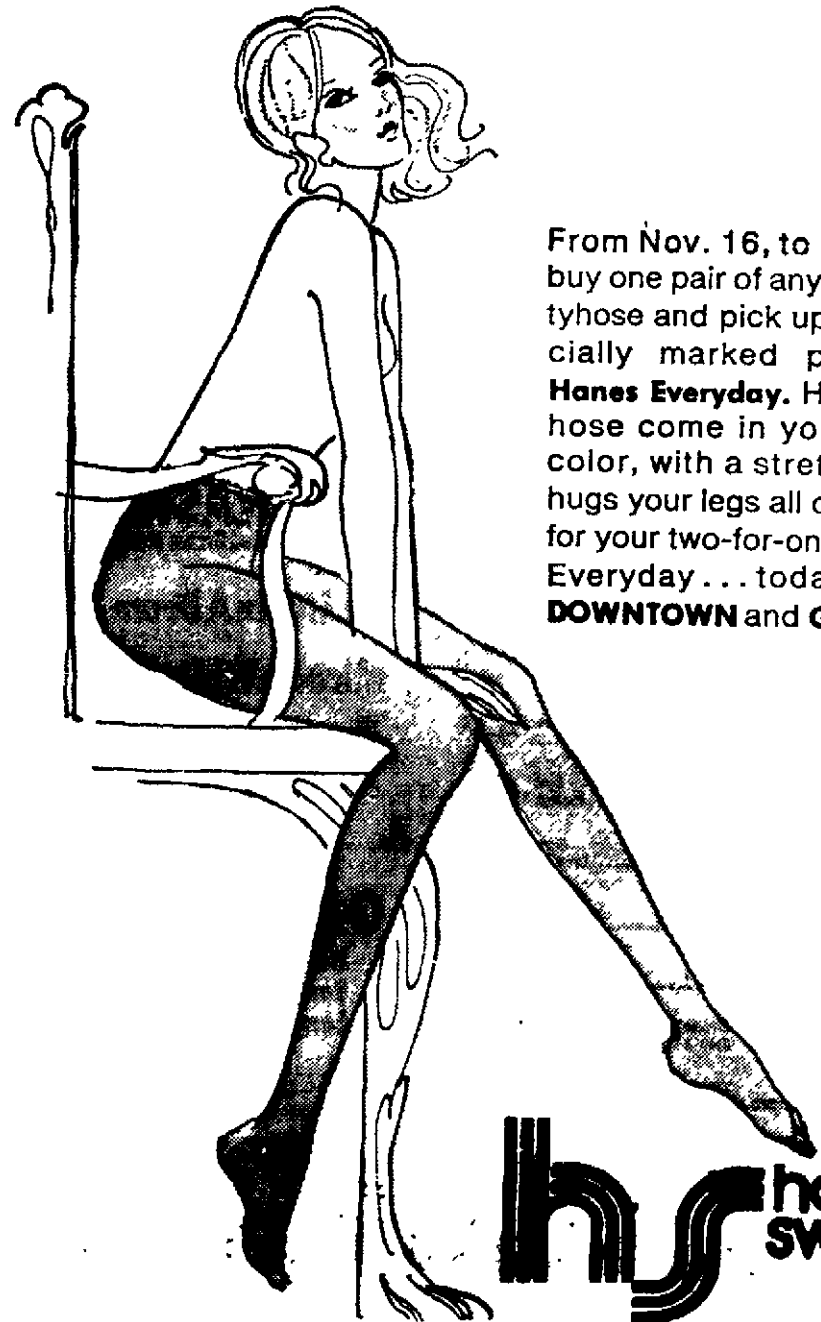 From Nov. 16, to
buy one pair of any
tyhose and pick up
cially marked p
Hanes Everyday. H
hose come in yo
color, with a stret
hugs your legs all d
for your two-for-on
Everyday...toda
DOWNTOWN and G
hs
ha
sw